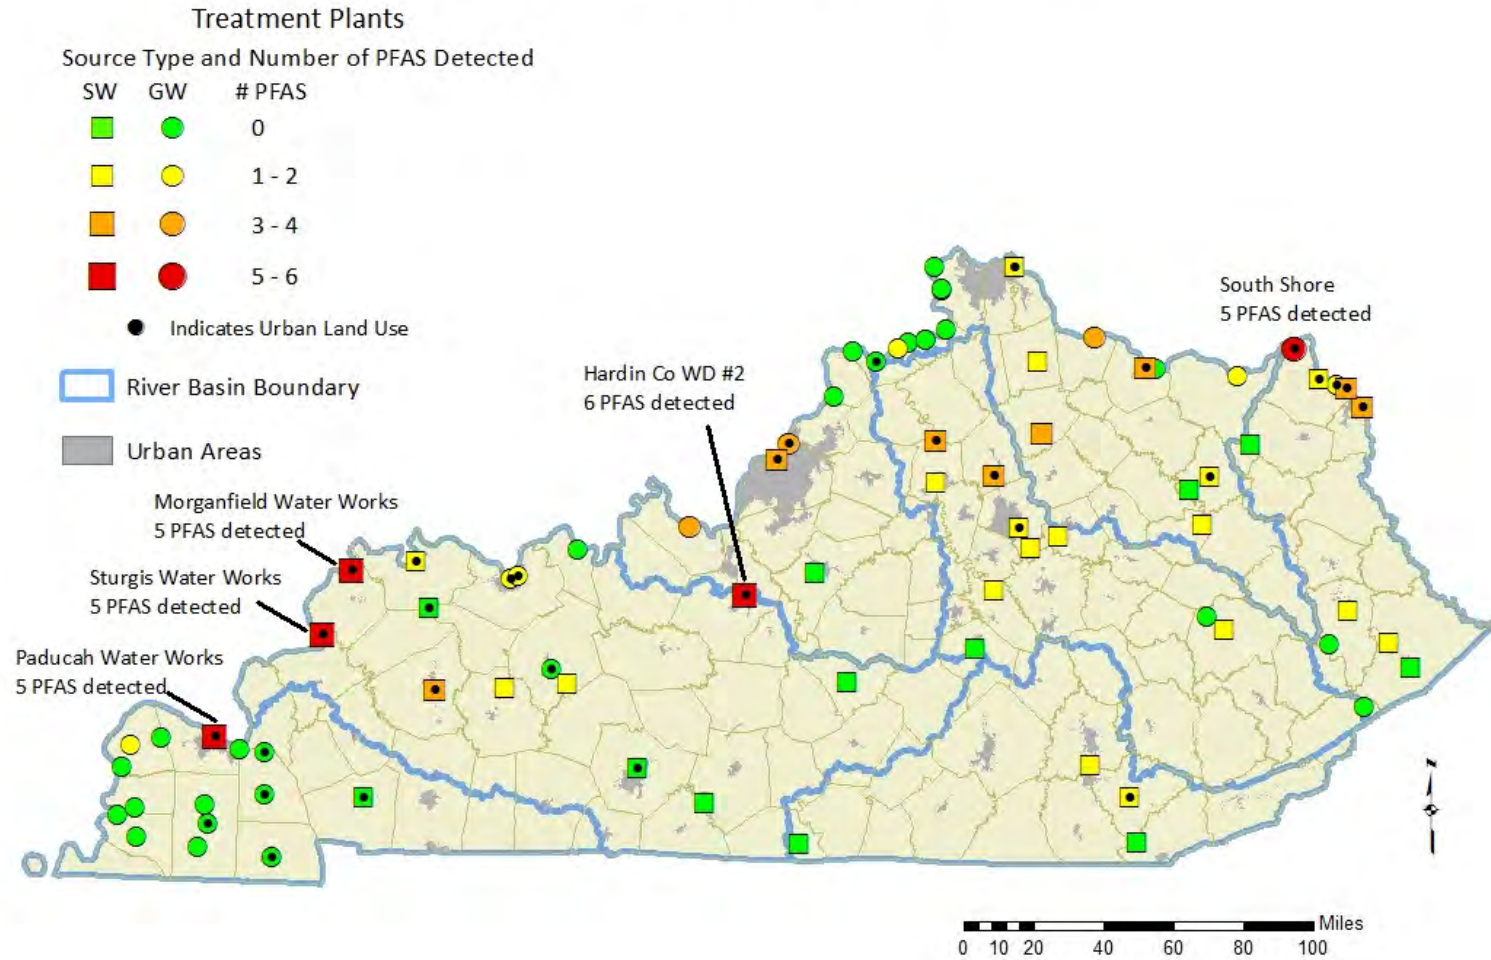 Treatment Plants
Source Type and Number of PFAS Detected
SW GW # PFAS
0
1 - 2
3 - 4
5 - 6
Indicates Urban Land Use
River Basin Boundary
Urban Areas
South Shore
5 PFAS detected
Hardin Co WD #2
6 PFAS detected
Morganfield Water Works
5 PFAS detected
Sturgis Water Works
5 PFAS detected
Paducah Water Works
5 PFAS detected
Miles
0 10 20 40 60 80 100